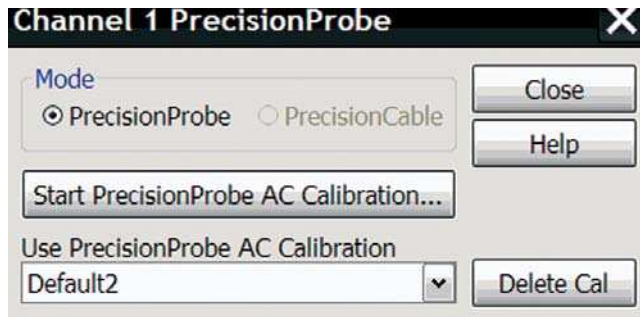 Channel 1 PrecisionProbe
Mode
PrecisionProbe PrecisionCable
Close
Help
Start PrecisionProbe AC Calibration...
Use PrecisionProbe AC Calibration
Default2
Delete Cal